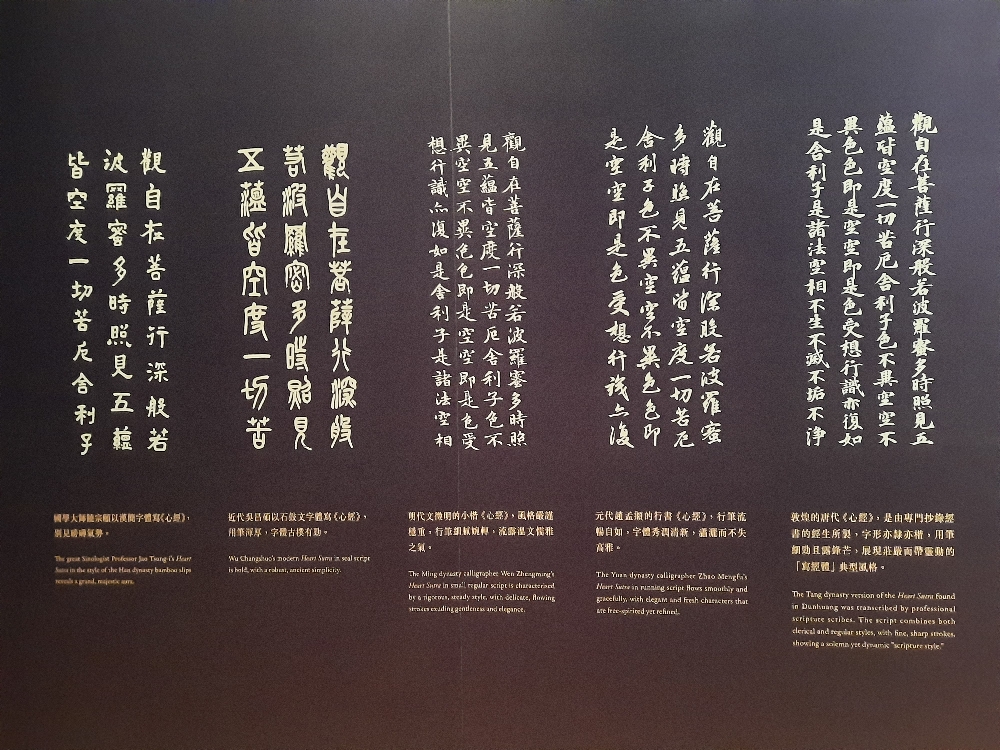 觀自在菩薩行深般若波羅蜜多時照見五
蘊皆空度一切苦厄舍利子色不異空空不
異色色即是空空即是色受想行識亦復如
是舍利子是諸法空相不生不滅不垢不淨
敦煌的唐代《心經》，是由專門抄錄經
書的經生所製，字形亦隸亦楷，用筆
細勁且露鋒芒，展現莊嚴而帶靈動的
「寫經體」典型風格。
The Tang dynasty version of the Heart Sutra found
in Dunhuang was transcribed by professional
scripture scribes. The script combines both
clerical and regular styles, with fine, sharp strokes,
showing a solemn yet dynamic "scripture style."
觀自在菩薩行深般若波羅蜜
多時照見五蘊皆空度一切苦厄
舍利子色不異空空不異色色即
是空空即是色受想行識亦復
元代趙孟頫的行書《心經》，行筆流
暢自如，字體秀潤清新，瀟灑而不失
高雅。
The Yuan dynasty calligrapher Zhao Mengfu's
Heart Sutra in running script flows smoothly and
gracefully, with elegant and fresh characters that
are free-spirited yet refined.
觀自在菩薩行深般若波羅蜜多時照
見五蘊皆空度一切苦厄舍利子色不
異空空不異色色即是空空即是色受
想行識亦復如是舍利子是諸法空相
明代文徵明的小楷《心經》，風格嚴謹
穩重，行筆細膩婉轉，流露溫文儒雅
之氣。
The Ming dynasty calligrapher Wen Zhengming's
Heart Sutra in small regular script is characterised
by a rigorous, steady style, with delicate, flowing
strokes exuding gentleness and elegance.
觀自在菩薩行深般
若波羅蜜多時照見
五蘊皆空度一切苦
近代吳昌碩以石鼓文字體寫《心經》，
用筆渾厚，字體古樸有勁。
Wu Changshuo's modern Heart Sutra in seal script
is bold, with a robust, ancient simplicity.
觀自在菩薩行深般若
波羅蜜多時照見五蘊
皆空度一切苦厄舍利子
國學大師饒宗頤以漢簡字體寫《心經》，
別見磅礡氣勢。
The great Sinologist Professor Jao Tsung-i's Heart
Sutra in the style of the Han dynasty bamboo slips
reveals a grand, majestic aura.